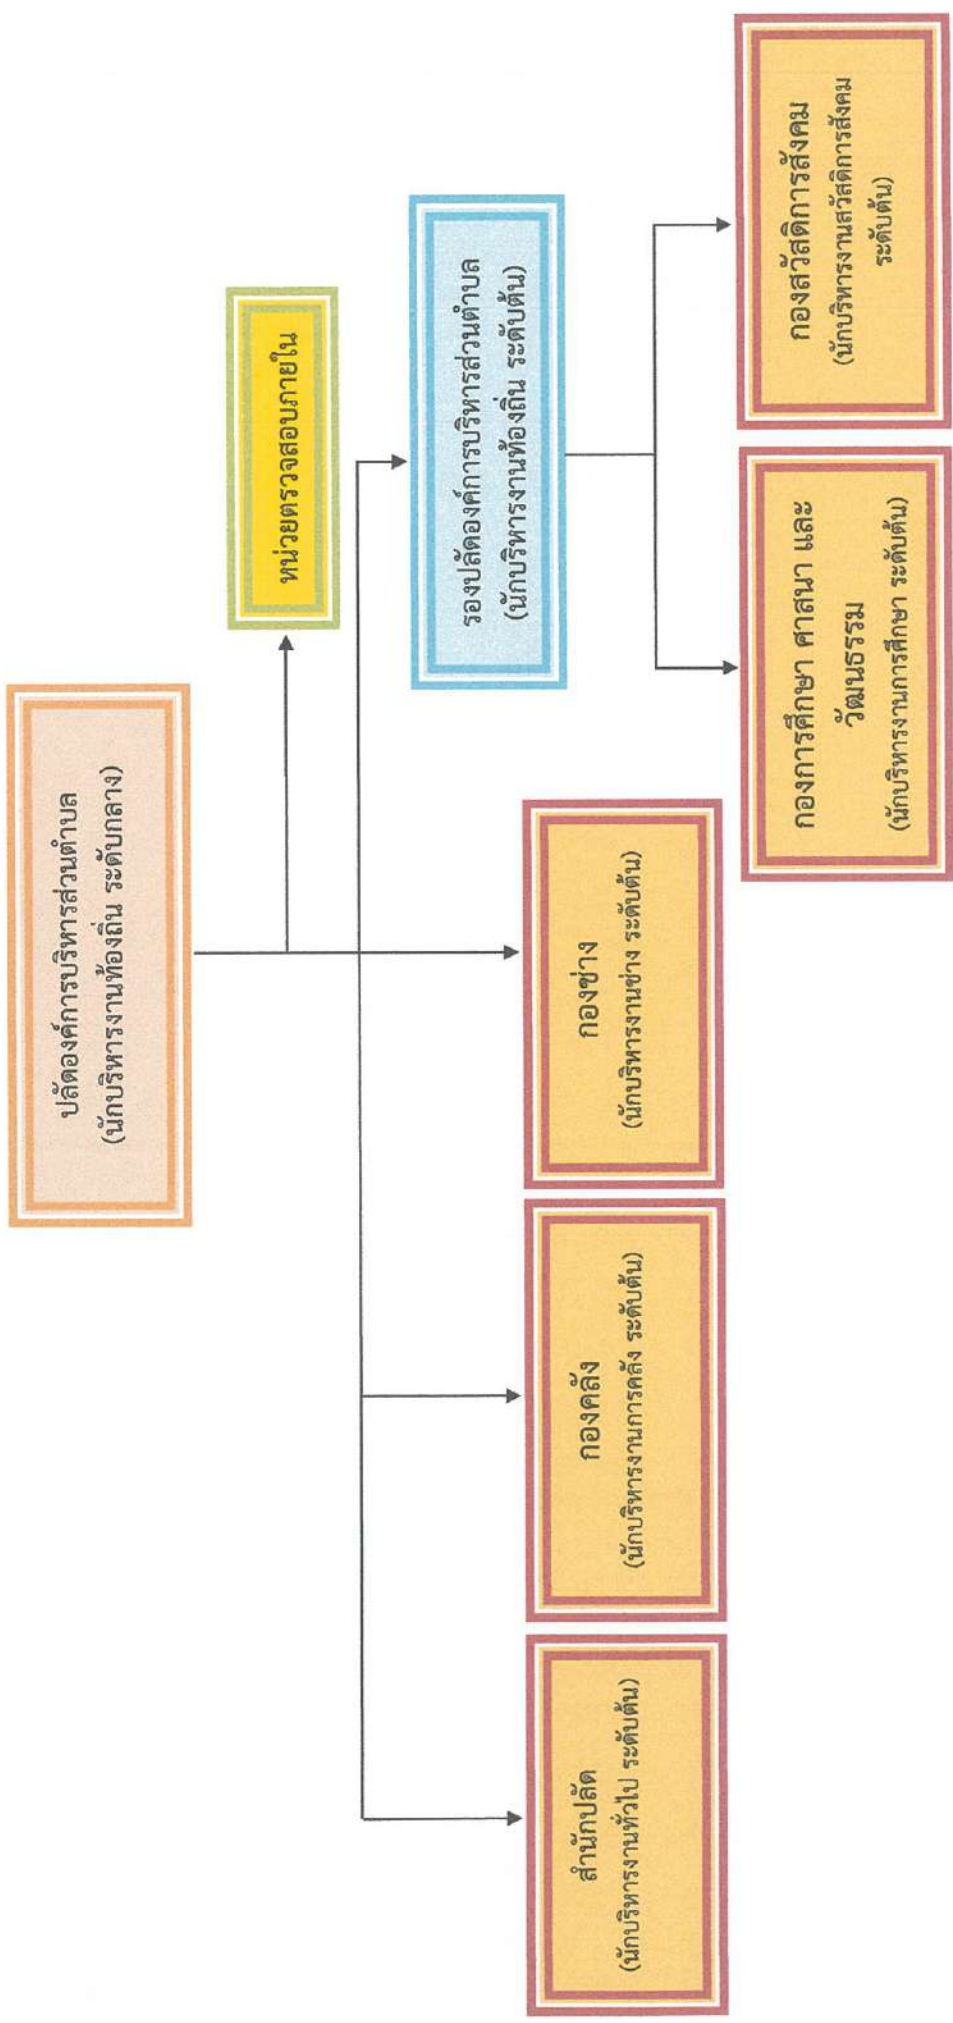 ปลัดองค์การบริหารส่วนตำบล
(นักบริหารงานท้องถิ่น ระดับกลาง)
หน่วยตรวจสอบภายใน
รองปลัดองค์การบริหารส่วนตำบล
(นักบริหารงานท้องถิ่น ระดับต้น)
สำนักปลัด
(นักบริหารงานทั่วไป ระดับต้น)
กองคลัง
(นักบริหารงานการคลัง ระดับต้น)
กองช่าง
(นักบริหารงานช่าง ระดับต้น)
กองการศึกษา ศาสนา และ
วัฒนธรรม
(นักบริหารงานการศึกษา ระดับต้น)
กองสวัสดิการสังคม
(นักบริหารงานสวัสดิการสังคม
ระดับต้น)